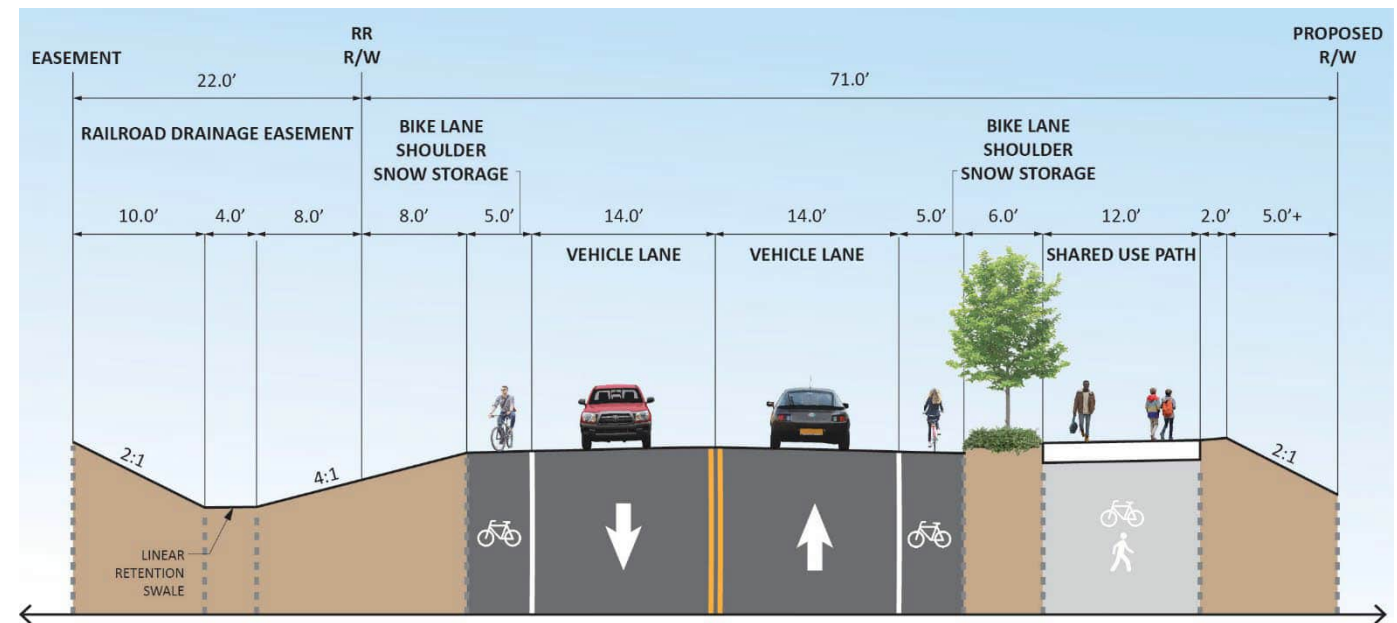 EASEMENT
RR
R/W
PROPOSED
R/W
22.0’
71.0’
RAILROAD DRAINAGE EASEMENT
BIKE LANE
SHOULDER
SNOW STORAGE
BIKE LANE
SHOULDER
SNOW STORAGE
10.0’ 4.0’ 8.0’ 8.0’ 5.0’ 14.0’ 14.0’ 5.0’ 6.0’ 12.0’ 2.0’ 5.0’+
VEHICLE LANE VEHICLE LANE SHARED USE PATH
2:1
4:1
2:1
LINEAR
RETENTION
SWALE